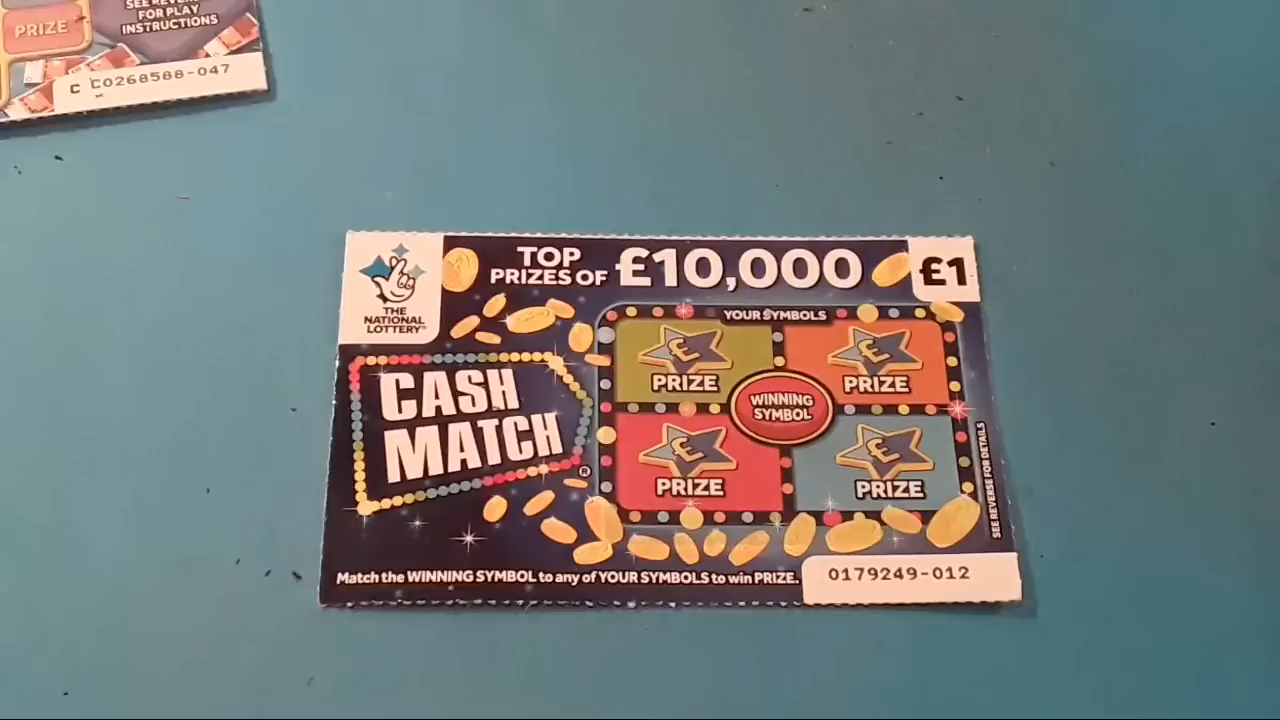 SEE REVERSE
FOR PLAY
INSTRUCTIONS
PRIZE
C C0268588-047
THE
NATIONAL
LOTTERY®
TOP
PRIZES OF £10,000
£1
CASH
MATCH®
YOUR SYMBOLS
£
PRIZE
£
PRIZE
WINNING
SYMBOL
£
PRIZE
£
PRIZE
SEE REVERSE FOR DETAILS
Match the WINNING SYMBOL to any of YOUR SYMBOLS to win PRIZE.
0179249-012